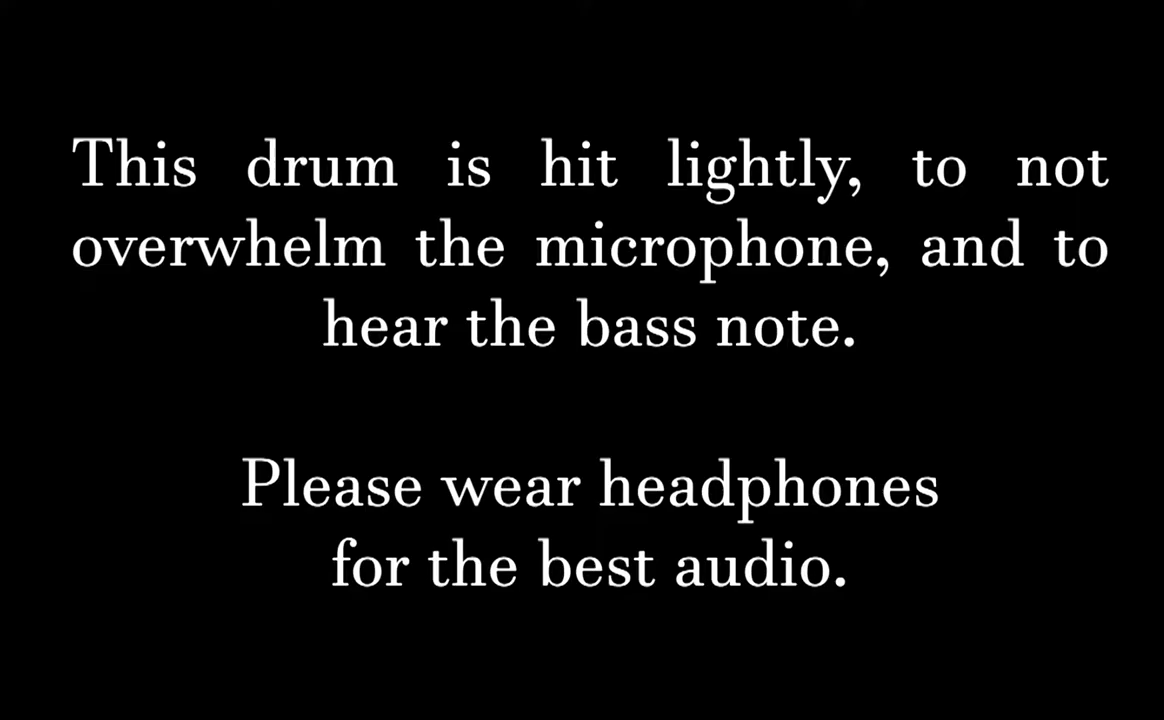 This drum is hit lightly, to not
overwhelm the microphone, and to
hear the bass note.
Please wear headphones
for the best audio.